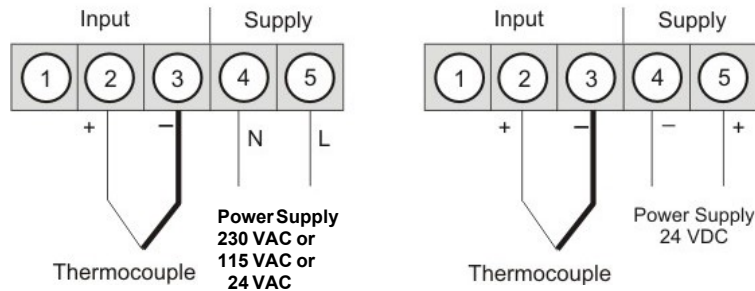 Input Supply
1 2 3 4 5
+ − N L
Power Supply
230 VAC or
115 VAC or
24 VAC
Thermocouple
Input Supply
1 2 3 4 5
+ − − +
Power Supply
24 VDC
Thermocouple